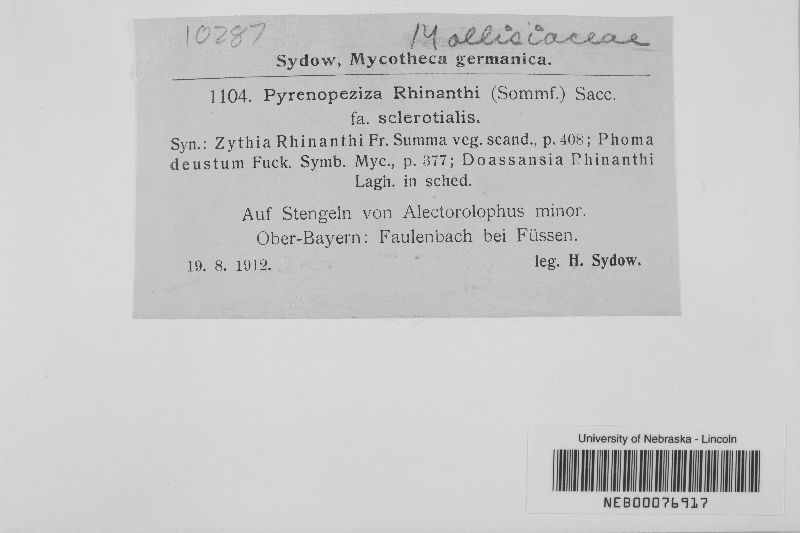 10287 Mollisiaceae
Sydow, Mycotheca germanica.
1104. Pyrenopeziza Rhinanthi (Sommf.) Sacc.
fa. sclerotialis.
Syn.: Zythia Rhinanthi Fr. Summa veg. scand., p. 408; Phoma
deustum Fuck. Symb. Myc., p. 377; Doassansia Rhinanthi
Lagh. in sched.
Auf Stengeln von Alectorolophus minor.
Ober-Bayern: Faulenbach bei Füssen.
19. 8. 1912. leg. H. Sydow.
University of Nebraska - Lincoln
NEB00076917